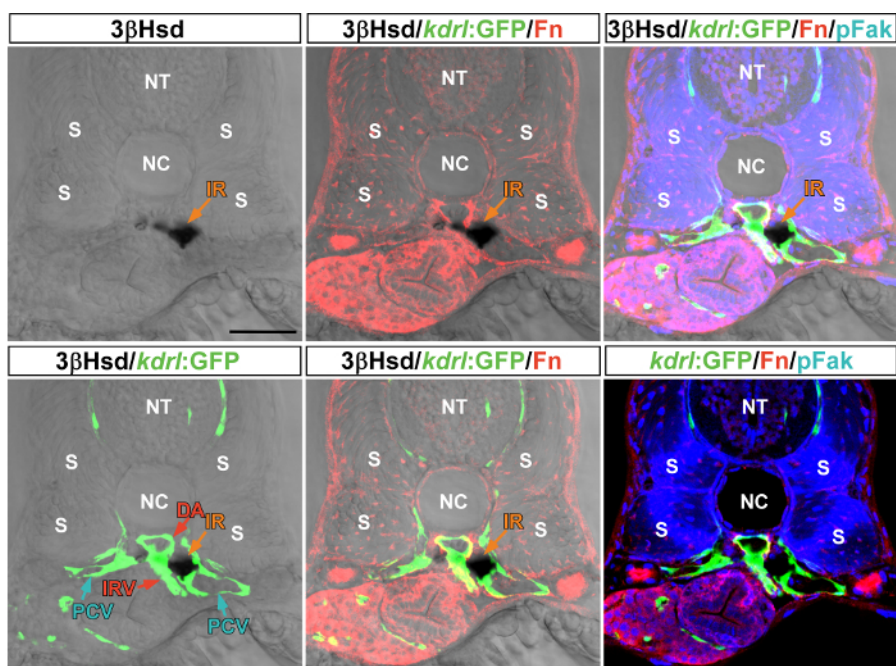 3βHsd
3βHsd/kdrl:GFP/Fn
3βHsd/kdrl:GFP/Fn/pFak
NT
S
S
NC
IR
S
S
NT
S
S
NC
IR
S
S
NT
S
S
NC
IR
S
S
3βHsd/kdrl:GFP
3βHsd/kdrl:GFP/Fn
kdrl:GFP/Fn/pFak
NT
S
S
NC
DA
IR
S
S
IRV
PCV
PCV
NT
S
S
NC
IR
S
S
NT
S
S
NC
S
S